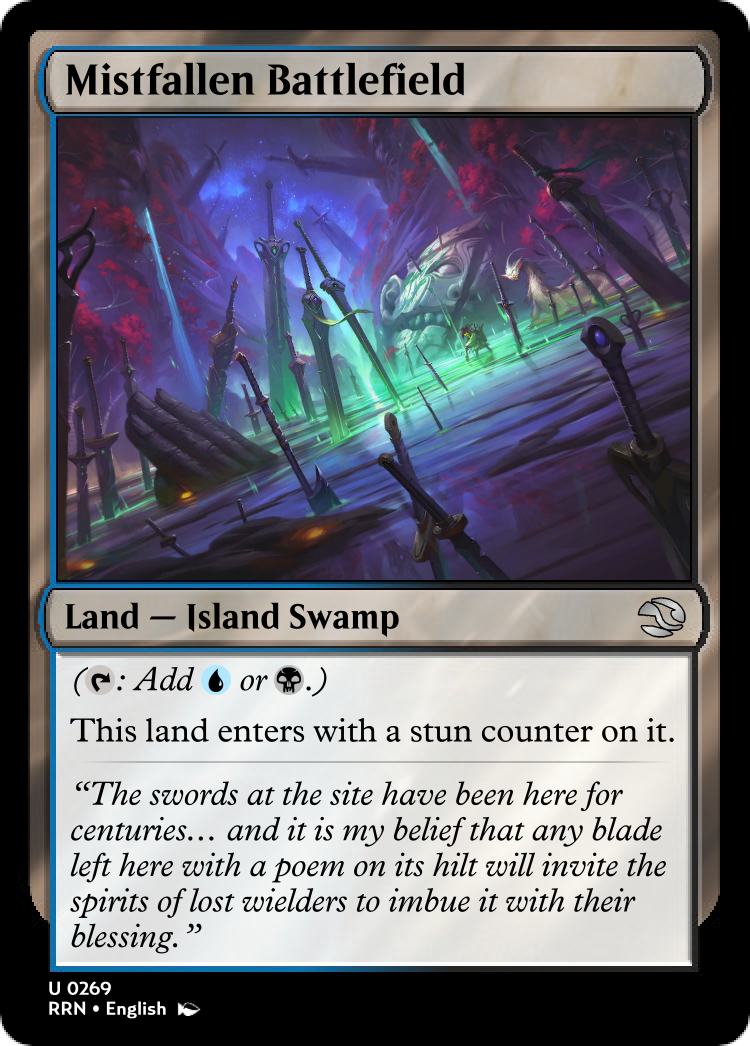 Mistfallen Battlefield
Land — Island Swamp
(: Add or .)
This land enters with a stun counter on it.
“The swords at the site have been here for
centuries… and it is my belief that any blade
left here with a poem on its hilt will invite the
spirits of lost wielders to imbue it with their
blessing.”
U 0269
RRN • English